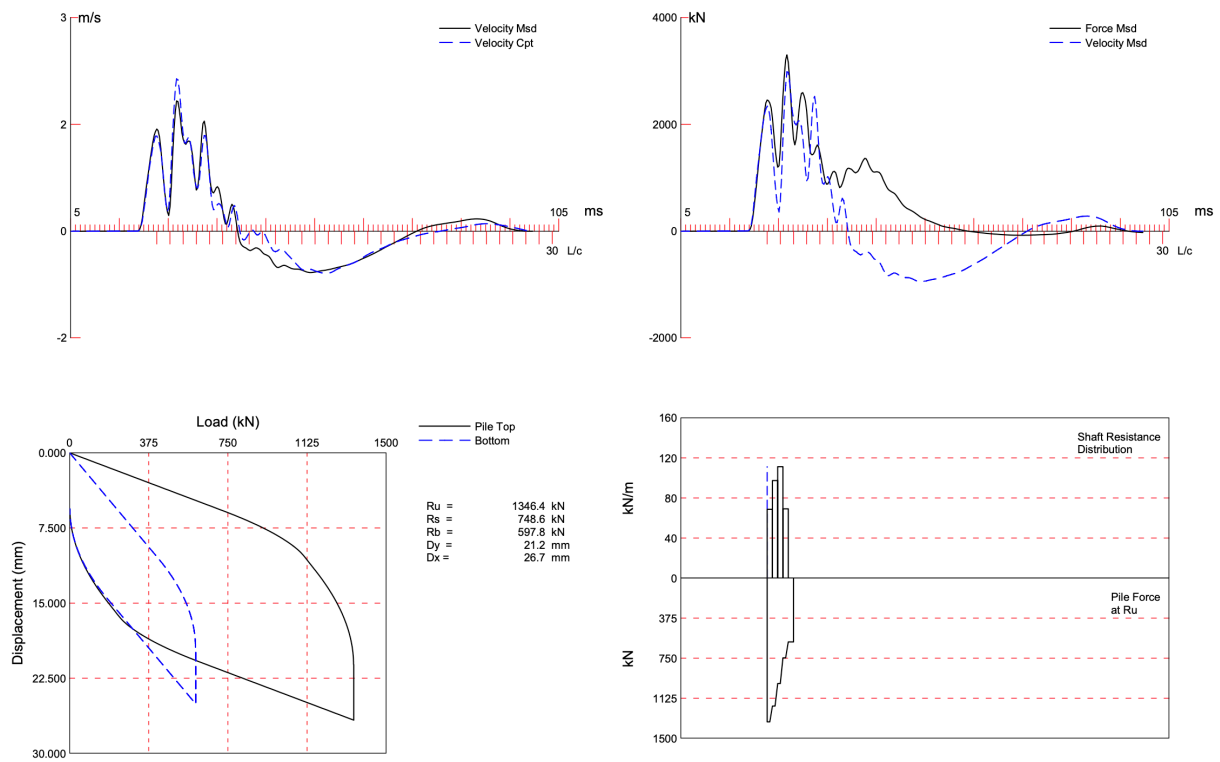 3
m/s
Velocity Msd
Velocity Cpt
2
5
105
ms
0
30
L/c
-2
4000
kN
Force Msd
Velocity Msd
2000
5
105
ms
0
30
L/c
-2000
Load (kN)
0 375 750 1125 1500
Pile Top
Bottom
0.000
7.500
15.000
22.500
30.000
Displacement (mm)
Ru = 1346.4 kN
Rs = 748.6 kN
Rb = 597.8 kN
Dy = 21.2 mm
Dx = 26.7 mm
160
Shaft Resistance
Distribution
120
80
40
0
kN/m
Pile Force
at Ru
375
750
1125
1500
kN